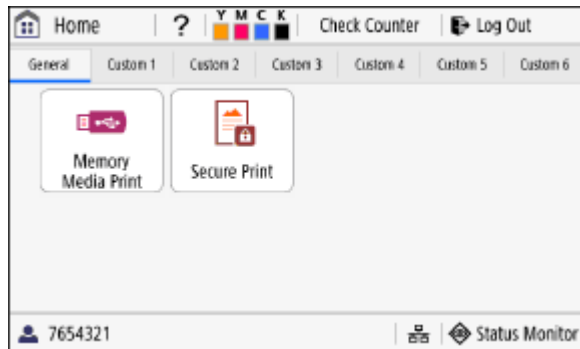 Home
?
Y M C K
Check Counter
Log Out
General
Custom 1
Custom 2
Custom 3
Custom 4
Custom 5
Custom 6
Memory
Media Print
Secure Print
7654321
Status Monitor